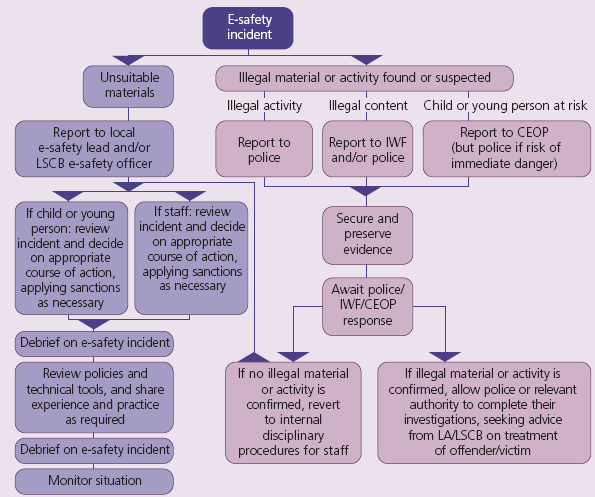 E-safety
incident
Unsuitable
materials
Illegal material or activity found or suspected
Illegal activity
Illegal content
Child or young person at risk
Report to local
e-safety lead and/or
LSCB e-safety officer
Report to
police
Report to IWF
and/or police
Report to CEOP
(but police if risk of
immediate danger)
If child or young
person: review
incident and decide
on appropriate
course of action,
applying sanctions
as necessary
If staff: review
incident and decide
on appropriate
course of action,
applying sanctions
as necessary
Secure and
preserve
evidence
Await police/
IWF/CEOP
response
Debrief on e-safety incident
Review policies and
technical tools, and share
experience and practice
as required
Debrief on e-safety incident
Monitor situation
If no illegal material
or activity is
confirmed, revert
to internal
disciplinary
procedures for staff
If illegal material or activity is
confirmed, allow police or relevant
authority to complete their
investigations, seeking advice
from LA/LSCB on treatment
of offender/victim